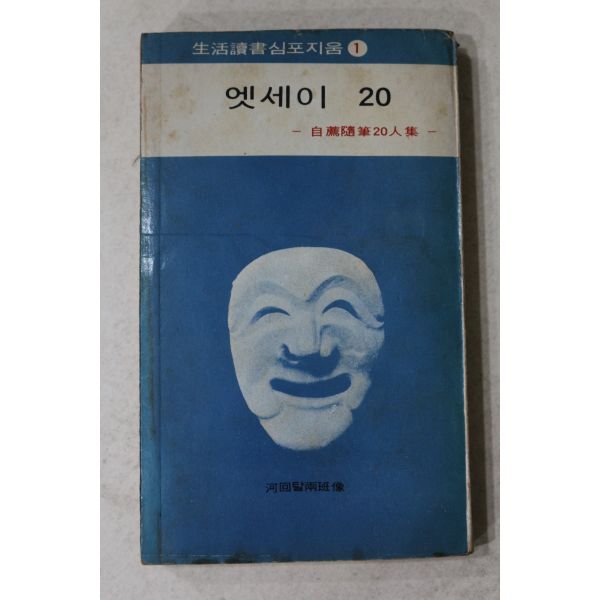 生活讀書심포지움 1
엣세이 20
- 自薦隨筆20人集 -
河回탈兩班像